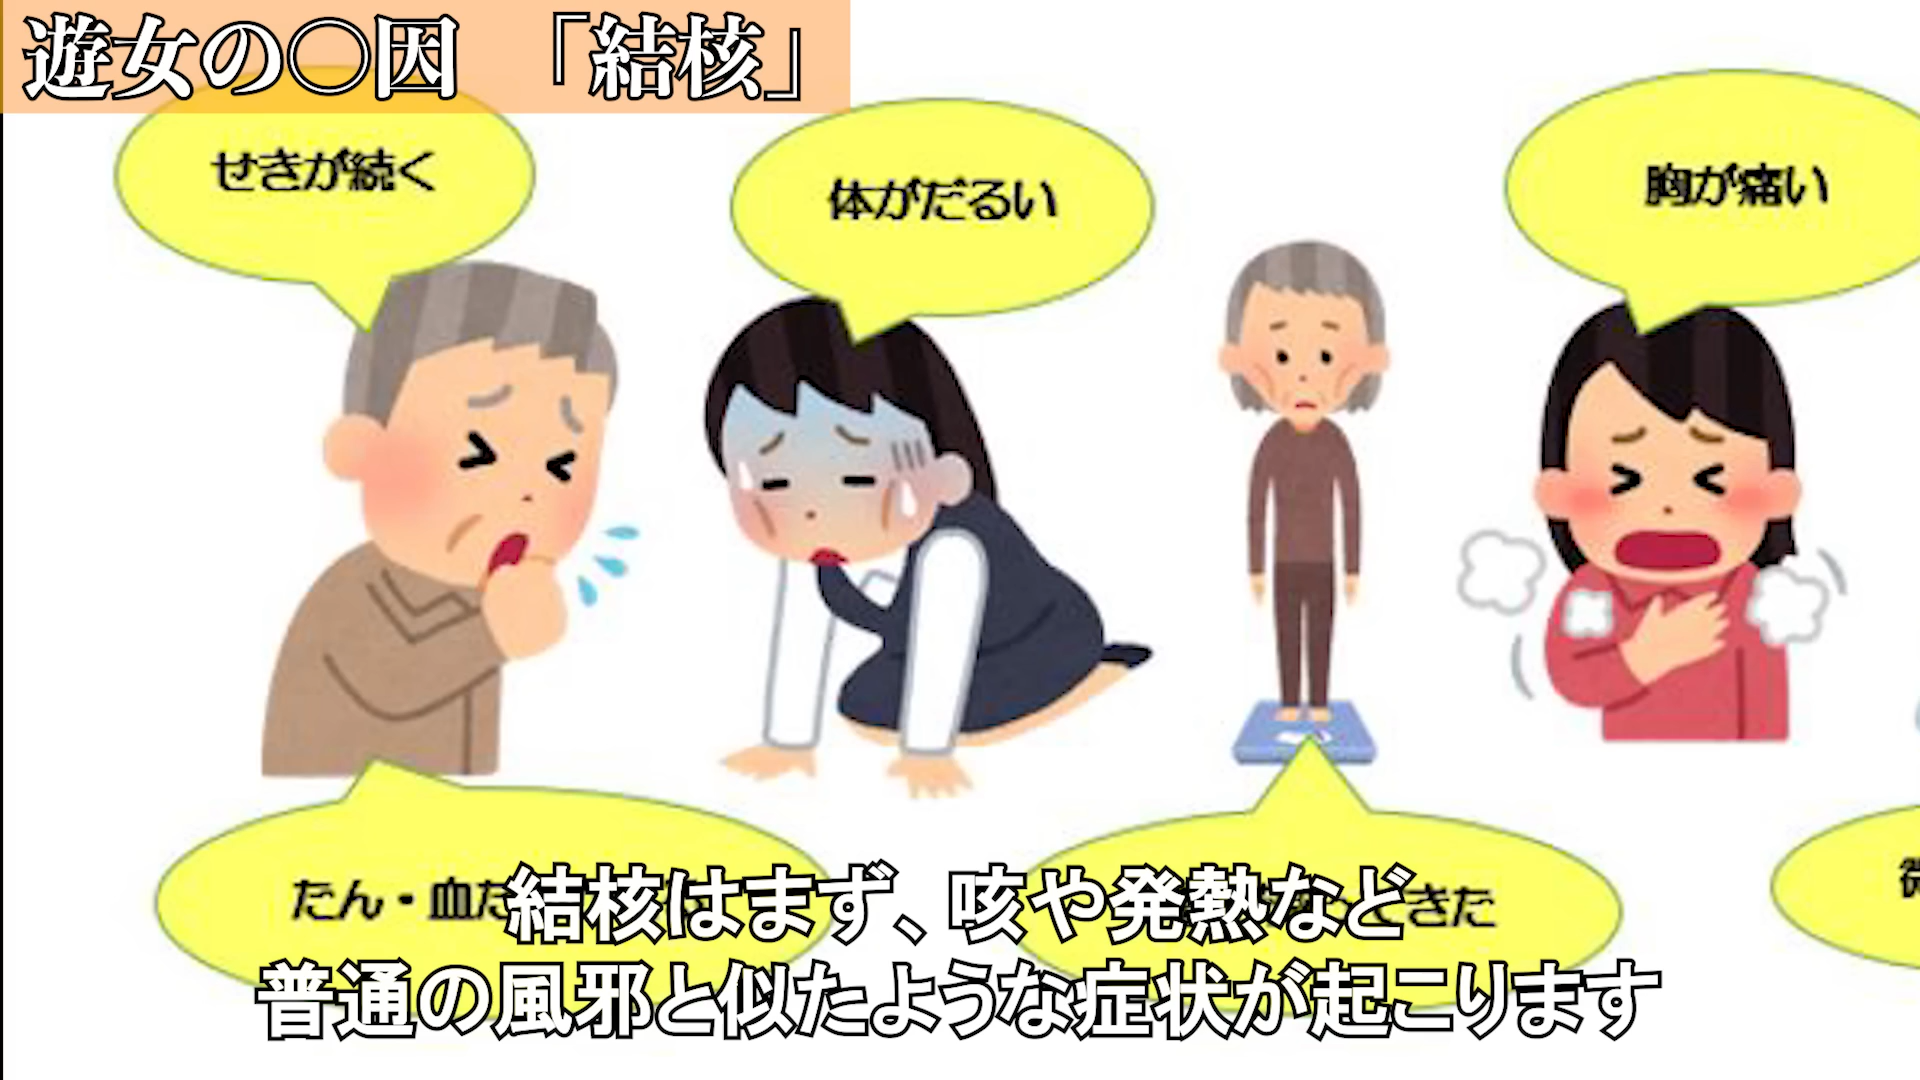 遊女の〇因 「結核」
せきが続く
体がだるい
胸が痛い
たん・血た
きた
結核はまず、咳や発熱など
普通の風邪と似たような症状が起こります